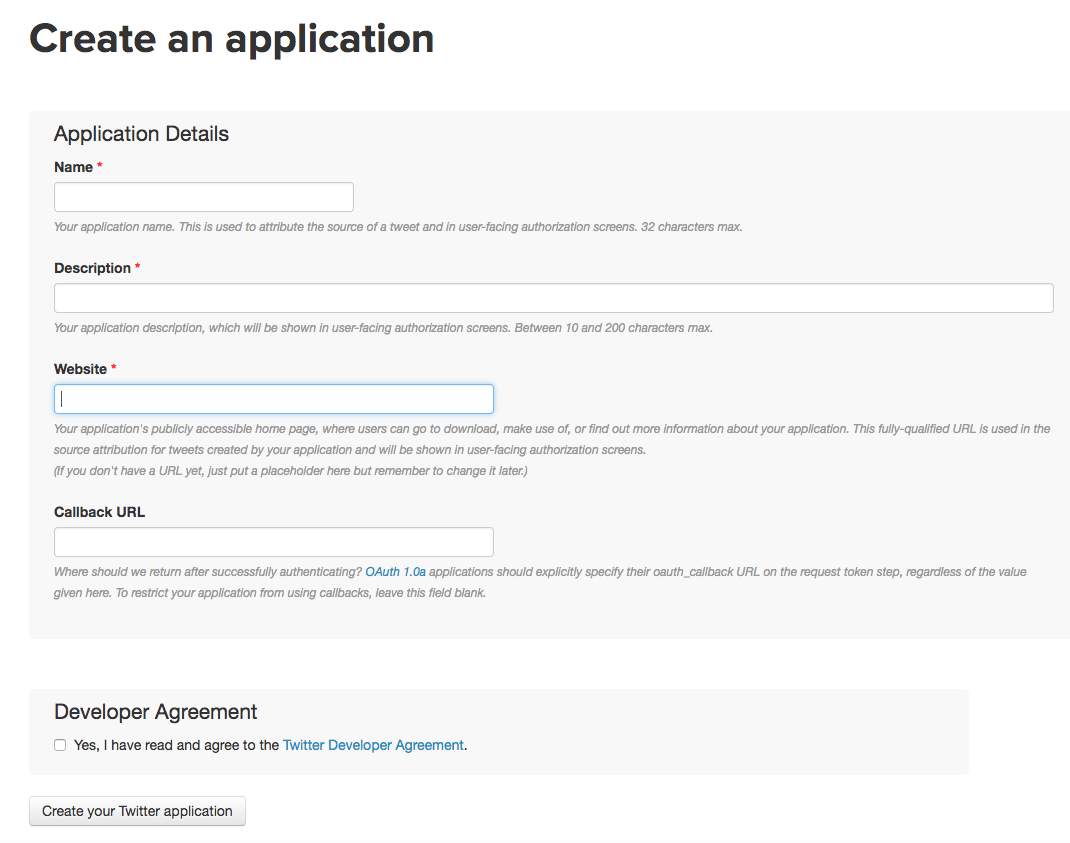 Create an application
Application Details
Name *
Your application name. This is used to attribute the source of a tweet and in user-facing authorization screens. 32 characters max.
Description *
Your application description, which will be shown in user-facing authorization screens. Between 10 and 200 characters max.
Website *
Your application's publicly accessible home page, where users can go to download, make use of, or find out more information about your application. This fully-qualified URL is used in the
source attribution for tweets created by your application and will be shown in user-facing authorization screens.
(If you don't have a URL yet, just put a placeholder here but remember to change it later.)
Callback URL
Where should we return after successfully authenticating? OAuth 1.0a applications should explicitly specify their oauth_callback URL on the request token step, regardless of the value
given here. To restrict your application from using callbacks, leave this field blank.
Developer Agreement
Yes, I have read and agree to the Twitter Developer Agreement.
Create your Twitter application